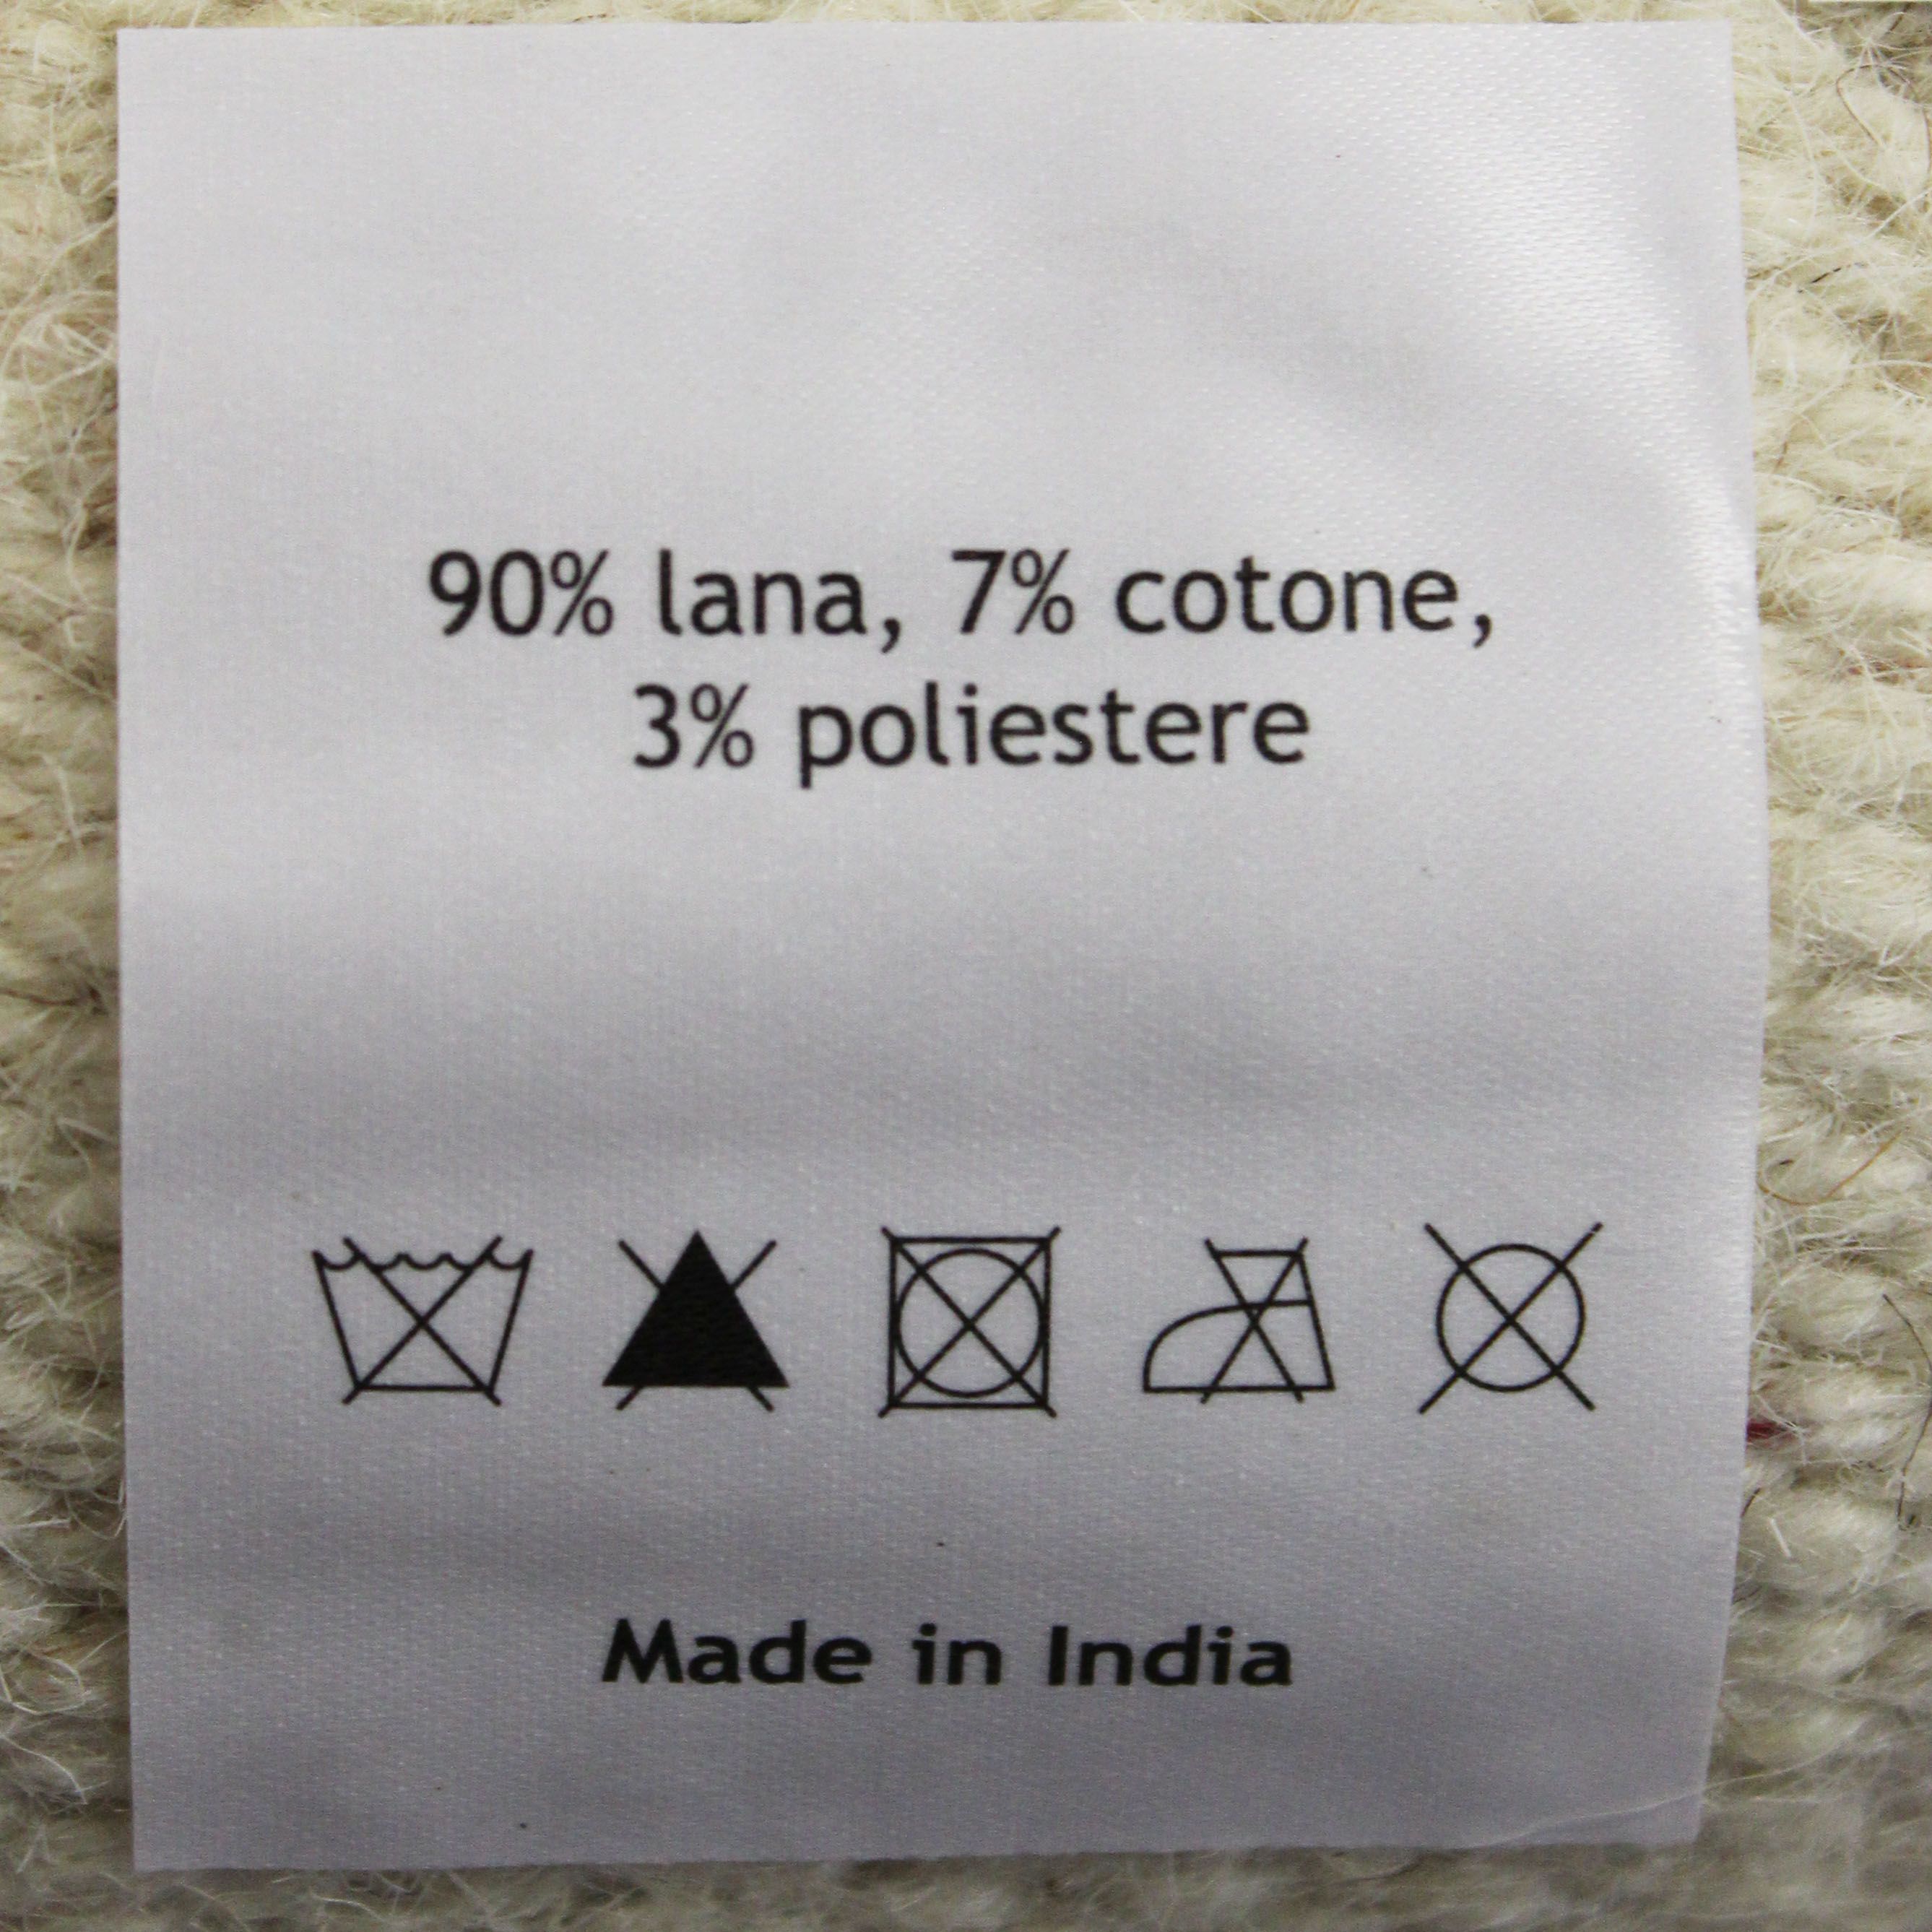 90% lana, 7% cotone,
3% poliestere
Made in India